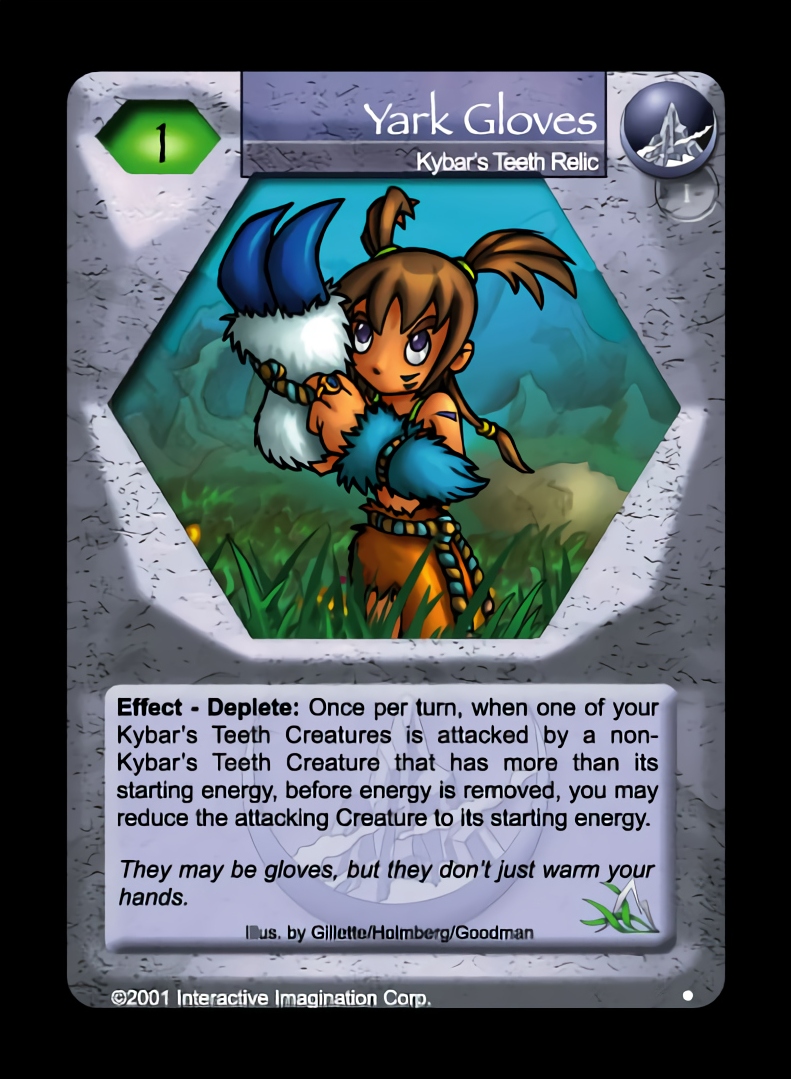 1
Yark Gloves
Kybar's Teeth Relic
1
Effect - Deplete: Once per turn, when one of your
Kybar's Teeth Creatures is attacked by a non-
Kybar's Teeth Creature that has more than its
starting energy, before energy is removed, you may
reduce the attacking Creature to its starting energy.
They may be gloves, but they don't just warm your
hands.
Illus. by Gillette/Holmberg/Goodman
©2001 Interactive Imagination Corp.